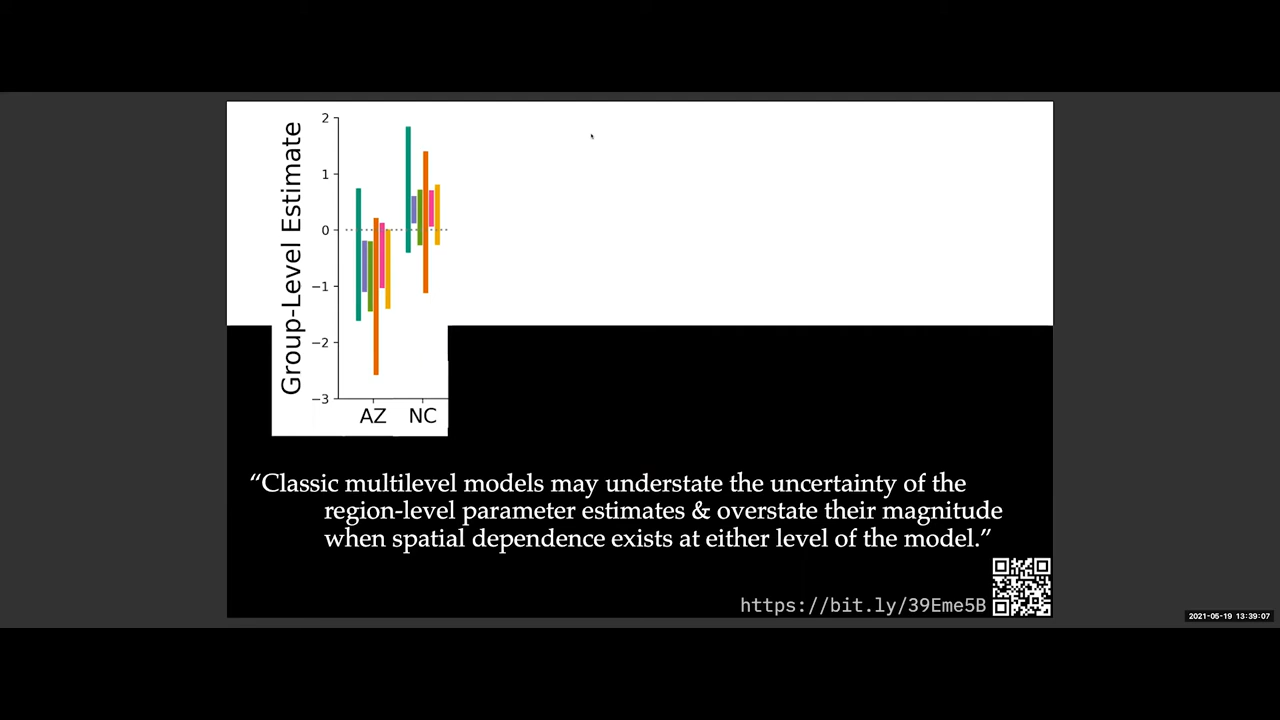 Group-Level Estimate
2
1
0
−1
−2
−3
AZ NC
“Classic multilevel models may understate the uncertainty of the
region-level parameter estimates & overstate their magnitude
when spatial dependence exists at either level of the model.”
https://bit.ly/39Eme5B
2021-05-19 13:39:07